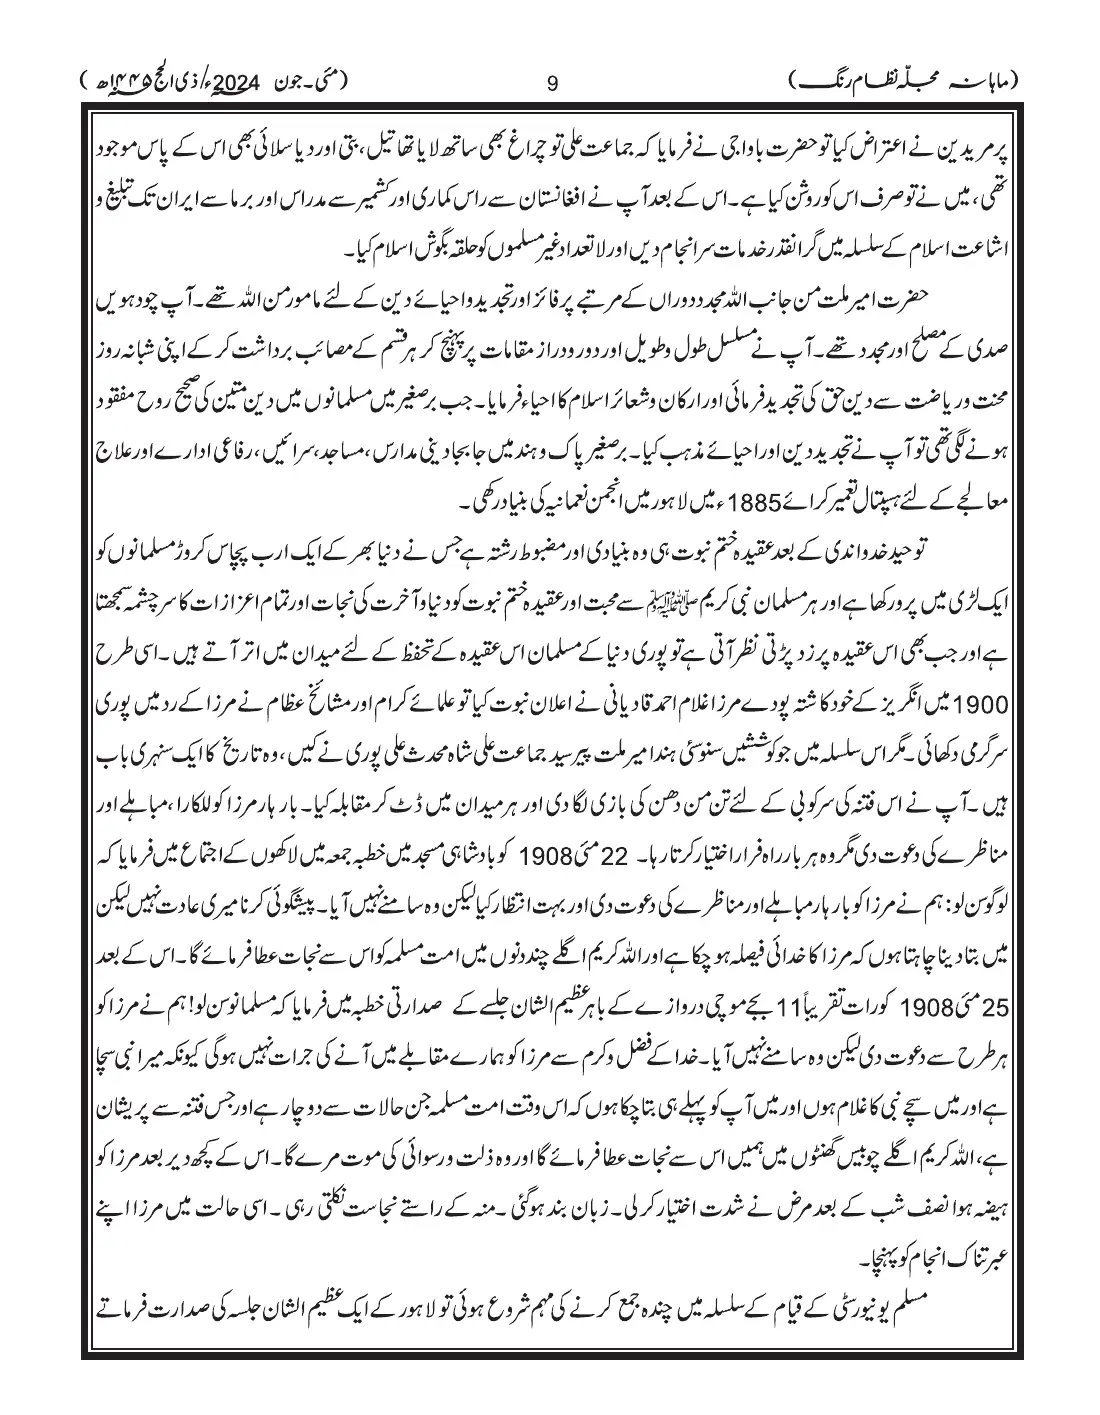 (ماہانہ مجلّہ نظام رنگ) 9 (مئی۔جون 2024ء/ذی الحج ۱۴۴۵ھ)
پر مریدین نے اعتراض کیا تو حضرت باوا جی نے فرمایا کہ جماعت علی تو چراغ بھی ساتھ لایا تھا تیل، بتی اور دیا سلائی بھی اس کے پاس موجود
تھی، میں نے تو صرف اس کو روشن کیا ہے۔ اس کے بعد آپ نے افغانستان سے راس کماری اور کشمیر سے مدراس اور برما سے ایران تک تبلیغ و
اشاعت اسلام کے سلسلہ میں گرانقدر خدمات سرانجام دیں اور لاتعداد غیر مسلموں کو حلقہ بگوش اسلام کیا۔
حضرت امیر ملت من جانب اللہ مجدد دوراں کے مرتبے پر فائز اور تجدید و احیائے دین کے لئے مامور من اللہ تھے۔ آپ چودہویں
صدی کے مصلح اور مجدد تھے۔ آپ نے مسلسل طول و طویل اور دور و دراز مقامات پر پہنچ کر ہر قسم کے مصائب برداشت کر کے اپنی شبانہ روز
محنت و ریاضت سے دین حق کی تجدید فرمائی اور ارکان و شعائر اسلام کا احیاء فرمایا۔ جب برصغیر میں مسلمانوں میں دین متین کی صحیح روح مفقود
ہونے لگی تھی تو آپ نے تجدید دین اور احیائے مذہب کیا۔ برصغیر پاک و ہند میں جابجا دینی مدارس، مساجد، سرائیں، رفاعی ادارے اور علاج
معالجے کے لئے ہسپتال تعمیر کرائے 1885ء میں لاہور میں انجمن نعمانیہ کی بنیاد رکھی۔
توحید خداوندی کے بعد عقیدہ ختم نبوت ہی وہ بنیادی اور مضبوط رشتہ ہے جس نے دنیا بھر کے ایک ارب پچاس کروڑ مسلمانوں کو
ایک لڑی میں پرو رکھا ہے اور ہر مسلمان نبی کریم ﷺ سے محبت اور عقیدہ ختم نبوت کو دنیا و آخرت کی نجات اور تمام اعزازات کا سرچشمہ سمجھتا
ہے اور جب بھی اس عقیدہ پر زد پڑتی نظر آتی ہے تو پوری دنیا کے مسلمان اس عقیدہ کے تحفظ کے لئے میدان میں اتر آتے ہیں۔ اسی طرح
1900 میں انگریز کے خود کاشتہ پودے مرزا غلام احمد قادیانی نے اعلان نبوت کیا تو علمائے کرام اور مشائخ عظام نے مرزا کے رد میں پوری
سرگرمی دکھائی۔ مگر اس سلسلہ میں جو کوششیں سنوسئی ہند امیر ملت پیر سید جماعت علی شاہ محدث علی پوری نے کیں، وہ تاریخ کا ایک سنہری باب
ہیں۔ آپ نے اس فتنہ کی سرکوبی کے لئے تن من دھن کی بازی لگا دی اور ہر میدان میں ڈٹ کر مقابلہ کیا۔ بارہار مرزا کو للکارا، مباہلے اور
مناظرے کی دعوت دی مگر وہ ہر بار راہ فرار اختیار کرتا رہا۔ 22 مئی 1908 کو بادشاہی مسجد میں خطبہ جمعہ میں لاکھوں کے اجتماع میں فرمایا کہ
لوگو سن لو: ہم نے مرزا کو بارہار مباہلے اور مناظرے کی دعوت دی اور بہت انتظار کیا لیکن وہ سامنے نہیں آیا۔ پیشگوئی کرنا میری عادت نہیں لیکن
میں بتا دینا چاہتا ہوں کہ مرزا کا خدائی فیصلہ ہو چکا ہے اور اللہ کریم اگلے چند دنوں میں امت مسلمہ کو اس سے نجات عطا فرمائے گا۔ اس کے بعد
25 مئی 1908 کو رات تقریباً 11 بجے موچی دروازے کے باہر عظیم الشان جلسے کے صدارتی خطبہ میں فرمایا کہ مسلمانو سن لو! ہم نے مرزا کو
ہر طرح سے دعوت دی لیکن وہ سامنے نہیں آیا۔ خدا کے فضل و کرم سے مرزا کو ہمارے مقابلے میں آنے کی جرات نہیں ہوگی کیونکہ میرا نبی سچا
ہے اور میں سچے نبی کا غلام ہوں اور میں آپ کو پہلے ہی بتا چکا ہوں کہ اس وقت امت مسلمہ جن حالات سے دوچار ہے اور جس فتنہ سے پریشان
ہے، اللہ کریم اگلے چوبیس گھنٹوں میں ہمیں اس سے نجات عطا فرمائے گا اور وہ ذلت و رسوائی کی موت مرے گا۔ اس کے کچھ دیر بعد مرزا کو
ہیضہ ہوا نصف شب کے بعد مرض نے شدت اختیار کر لی۔ زبان بند ہوگئی۔ منہ کے راستے نجاست نکلتی رہی۔ اسی حالت میں مرزا اپنے
عبرتناک انجام کو پہنچا۔
مسلم یونیورسٹی کے قیام کے سلسلہ میں چندہ جمع کرنے کی مہم شروع ہوئی تو لاہور کے ایک عظیم الشان جلسہ کی صدارت فرماتے